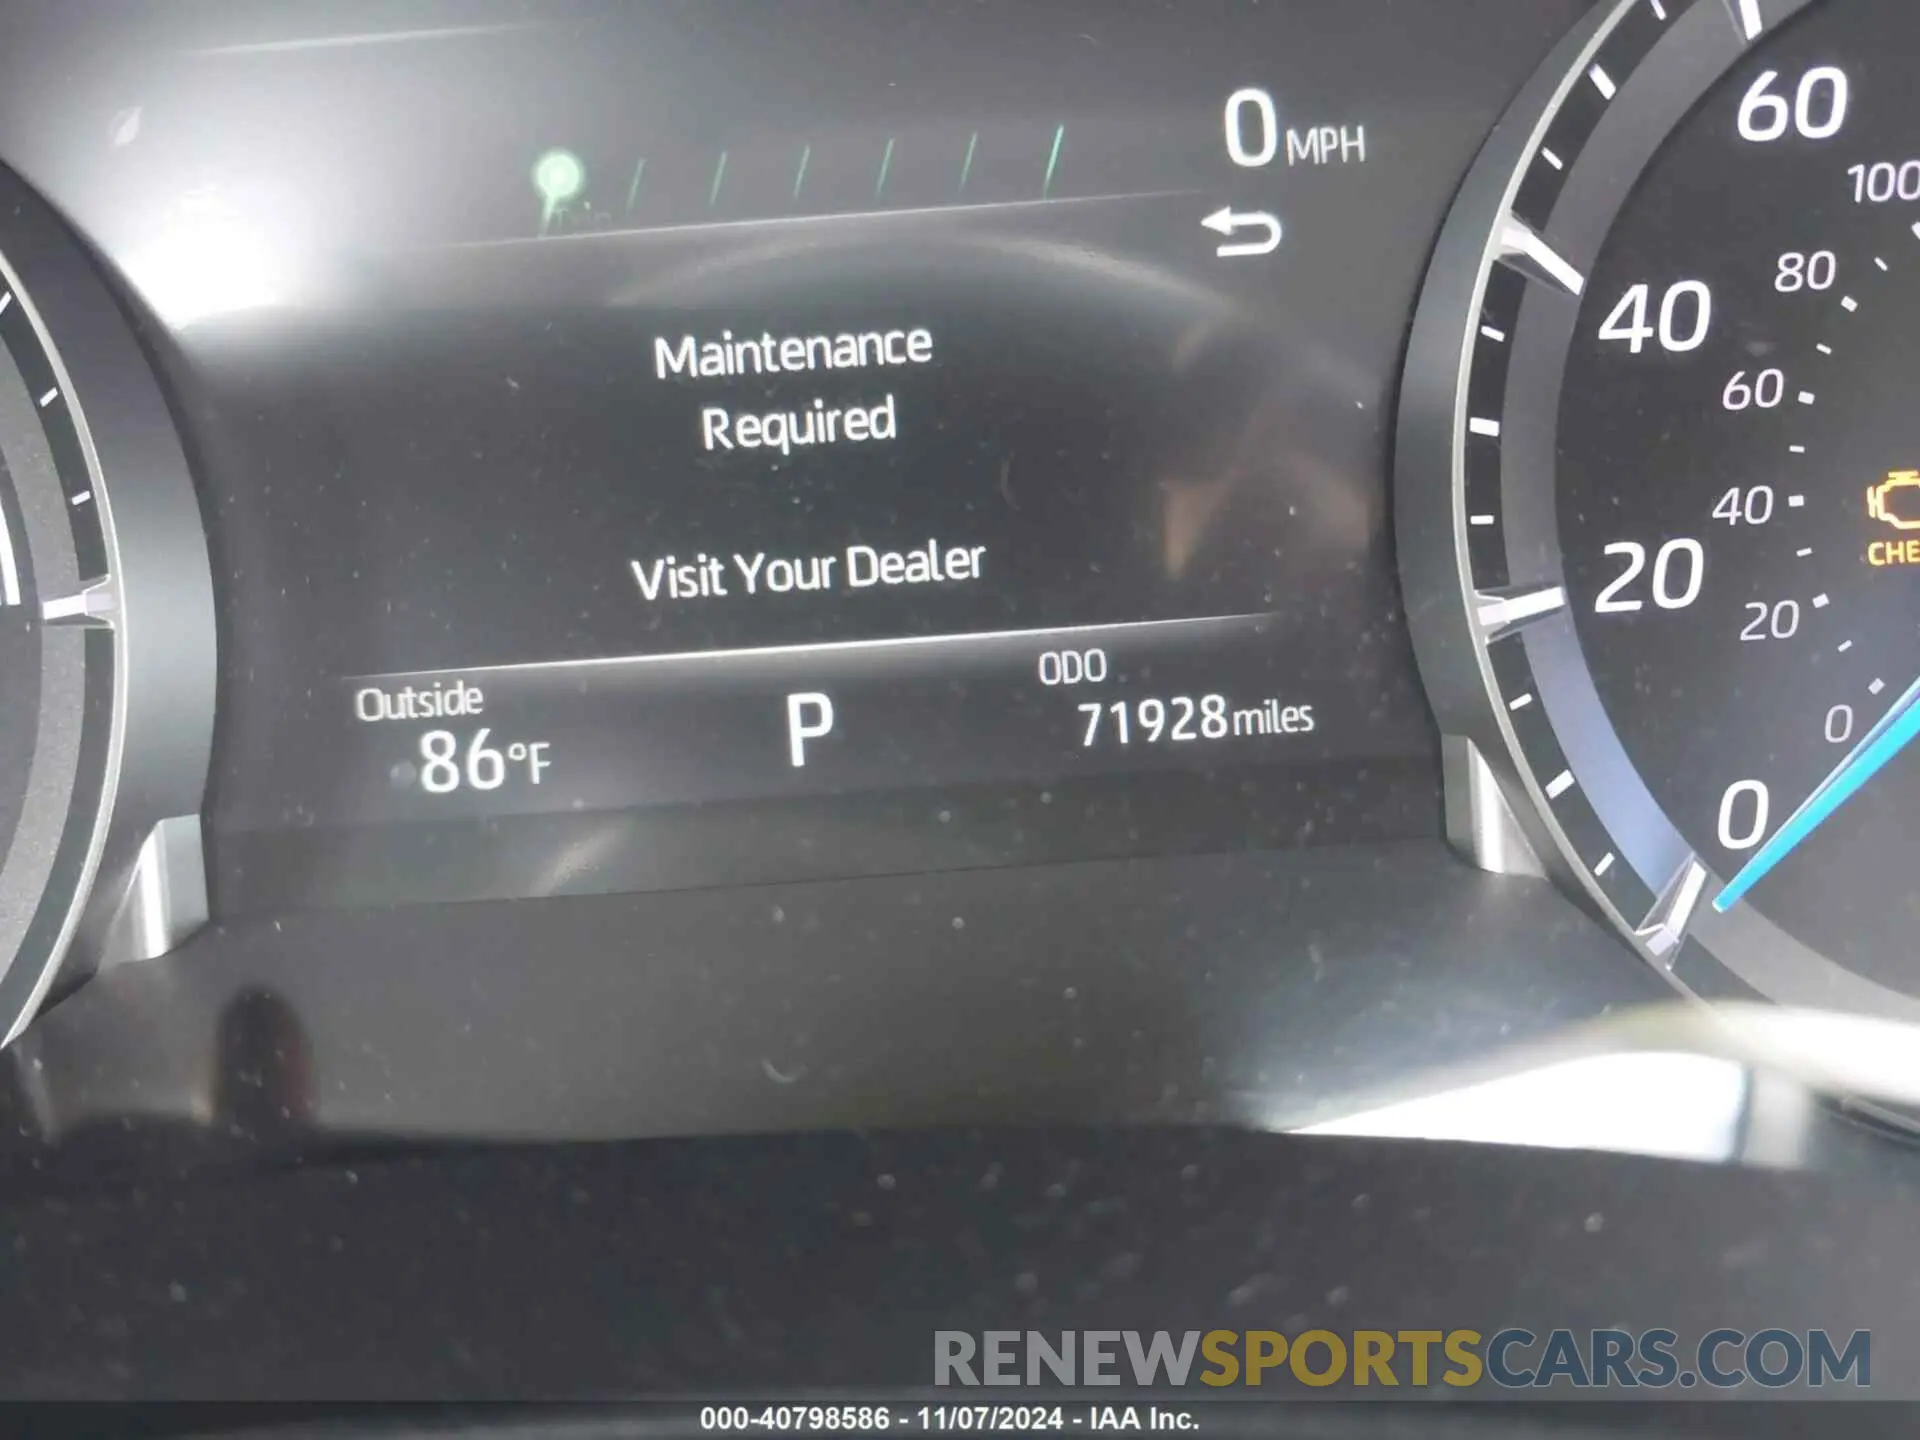 0 MPH
Maintenance
Required
Visit Your Dealer
Outside
86°F
P
ODO
71928 miles
60
100
40
80
60
20
40
20
0
0
CHE
RENEWSPORTSCARS.COM
000-40798586 - 11/07/2024 - IAA Inc.